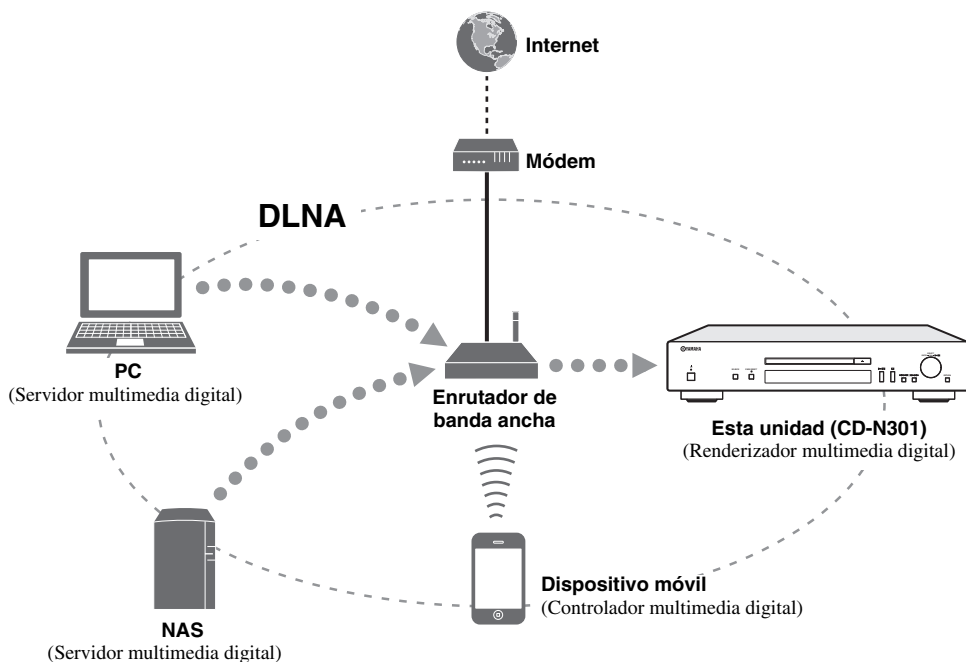 Internet
Módem
DLNA
PC
(Servidor multimedia digital)
Enrutador de
banda ancha
YAMAHA
Esta unidad (CD-N301)
(Renderizador multimedia digital)
Dispositivo móvil
(Controlador multimedia digital)
NAS
(Servidor multimedia digital)